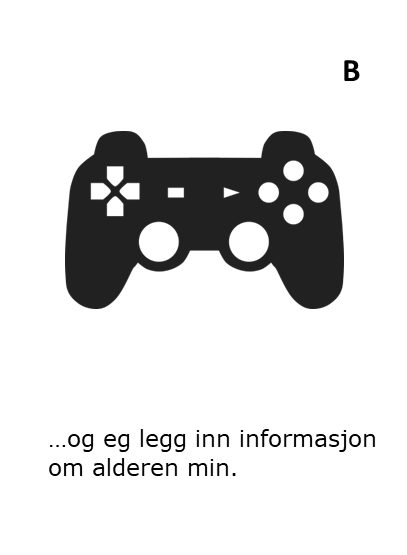 B
…og eg legg inn informasjon
om alderen min.